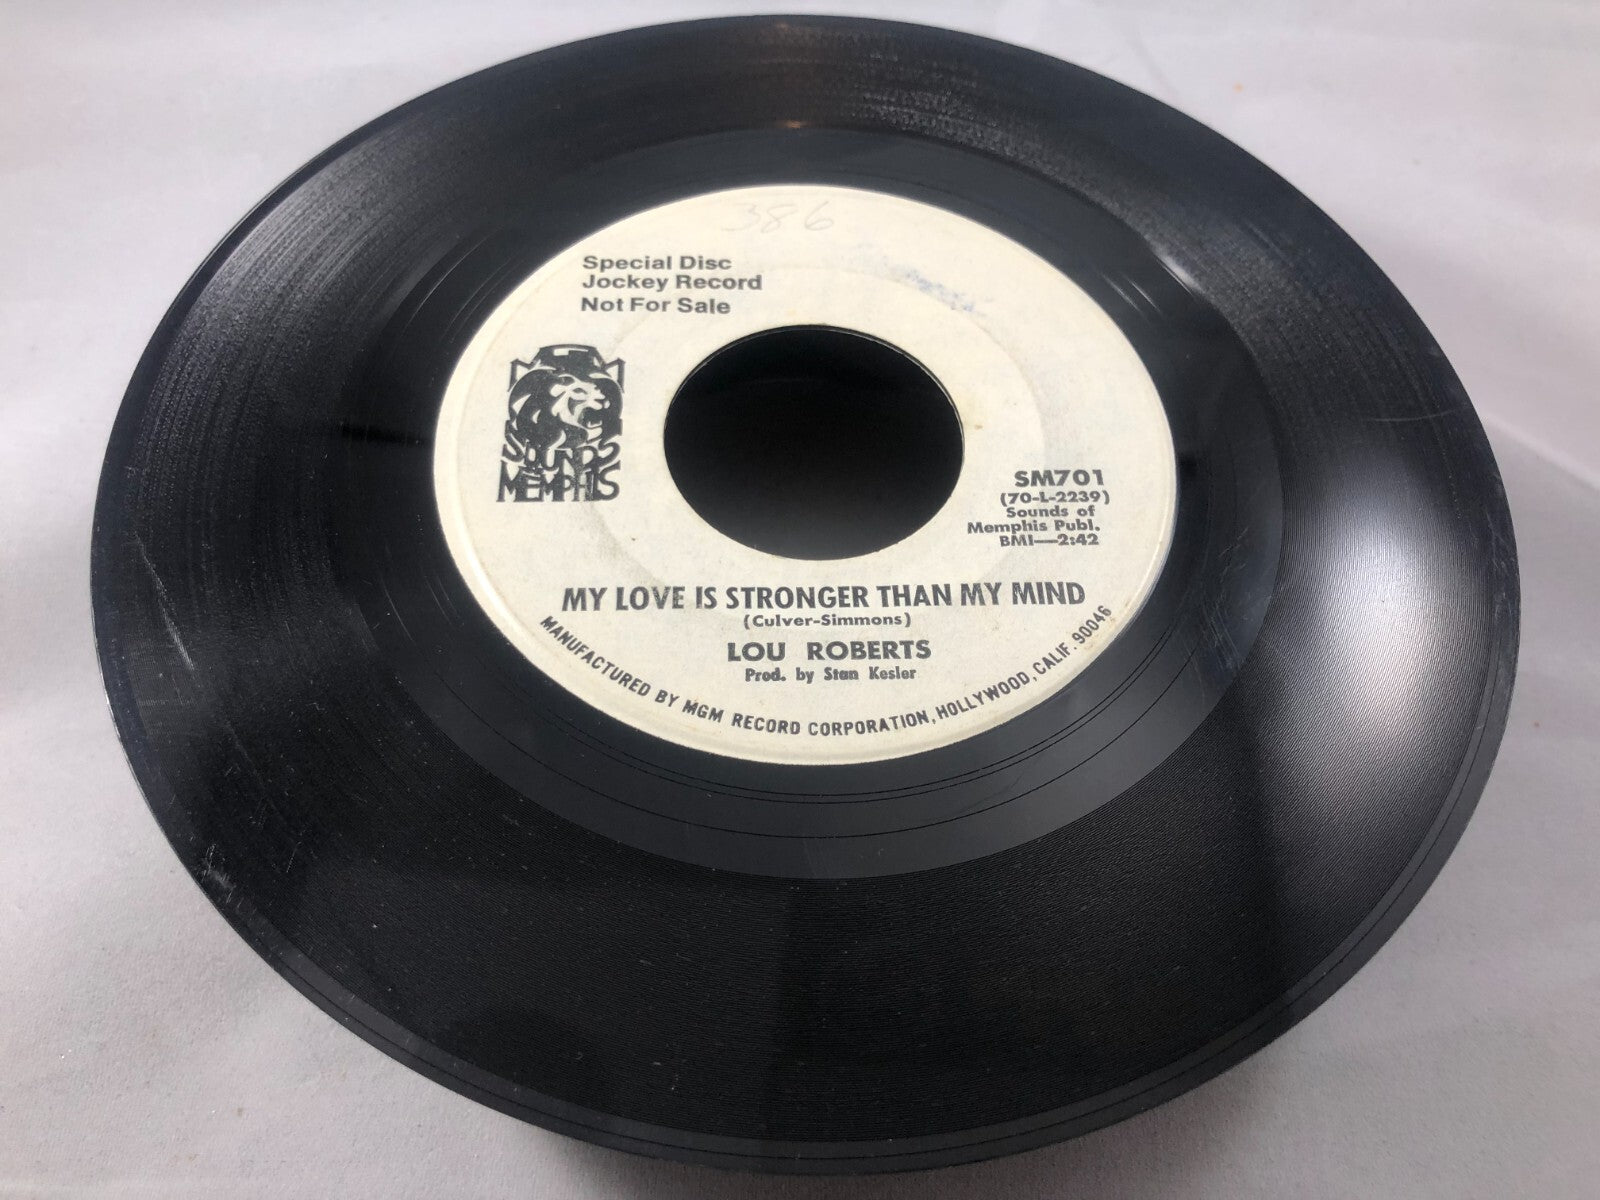 386
Special Disc
Jockey Record
Not For Sale
SOUNDS
OF
MEMPHIS
SM701
(70-L-2239)
Sounds of
Memphis Publ.
BMI—2:42
MY LOVE IS STRONGER THAN MY MIND
(Culver-Simmons)
LOU ROBERTS
Prod. by Stan Kesler
MANUFACTURED BY MGM RECORD CORPORATION, HOLLYWOOD, CALIF. 90046